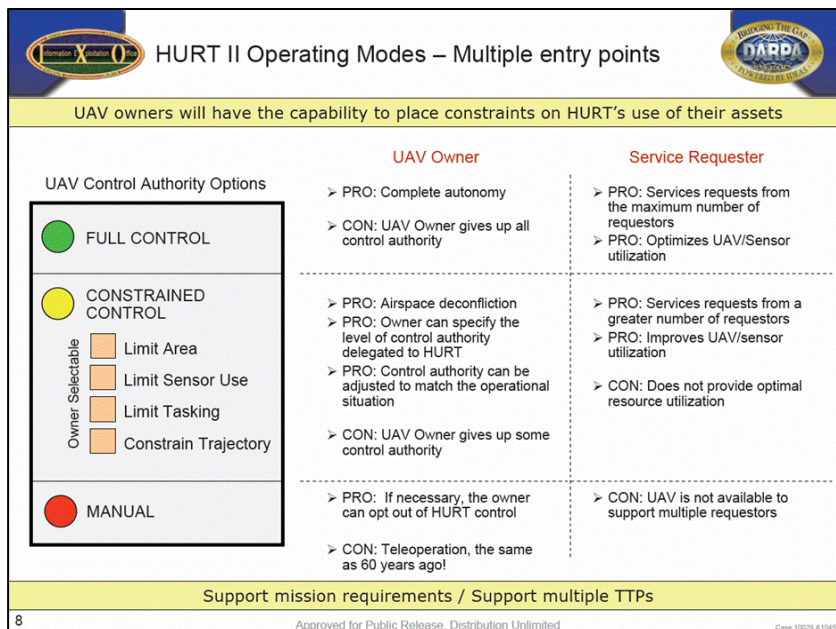 Information Exploitation Office
HURT II Operating Modes – Multiple entry points
BRIDGING THE GAP
DARPA
POWERED BY IDEAS
UAV owners will have the capability to place constraints on HURT's use of their assets
UAV Control Authority Options
FULL CONTROL
CONSTRAINED
CONTROL
Owner Selectable
Limit Area
Limit Sensor Use
Limit Tasking
Constrain Trajectory
MANUAL
UAV Owner
➢ PRO: Complete autonomy
➢ CON: UAV Owner gives up all
control authority
➢ PRO: Airspace deconfliction
➢ PRO: Owner can specify the
level of control authority
delegated to HURT
➢ PRO: Control authority can be
adjusted to match the operational
situation
➢ CON: UAV Owner gives up some
control authority
➢ PRO: If necessary, the owner
can opt out of HURT control
➢ CON: Teleoperation, the same
as 60 years ago!
Service Requester
➢ PRO: Services requests from
the maximum number of
requestors
➢ PRO: Optimizes UAV/Sensor
utilization
➢ PRO: Services requests from a
greater number of requestors
➢ PRO: Improves UAV/sensor
utilization
➢ CON: Does not provide optimal
resource utilization
➢ CON: UAV is not available to
support multiple requestors
Support mission requirements / Support multiple TTPs
8
Approved for Public Release, Distribution Unlimited